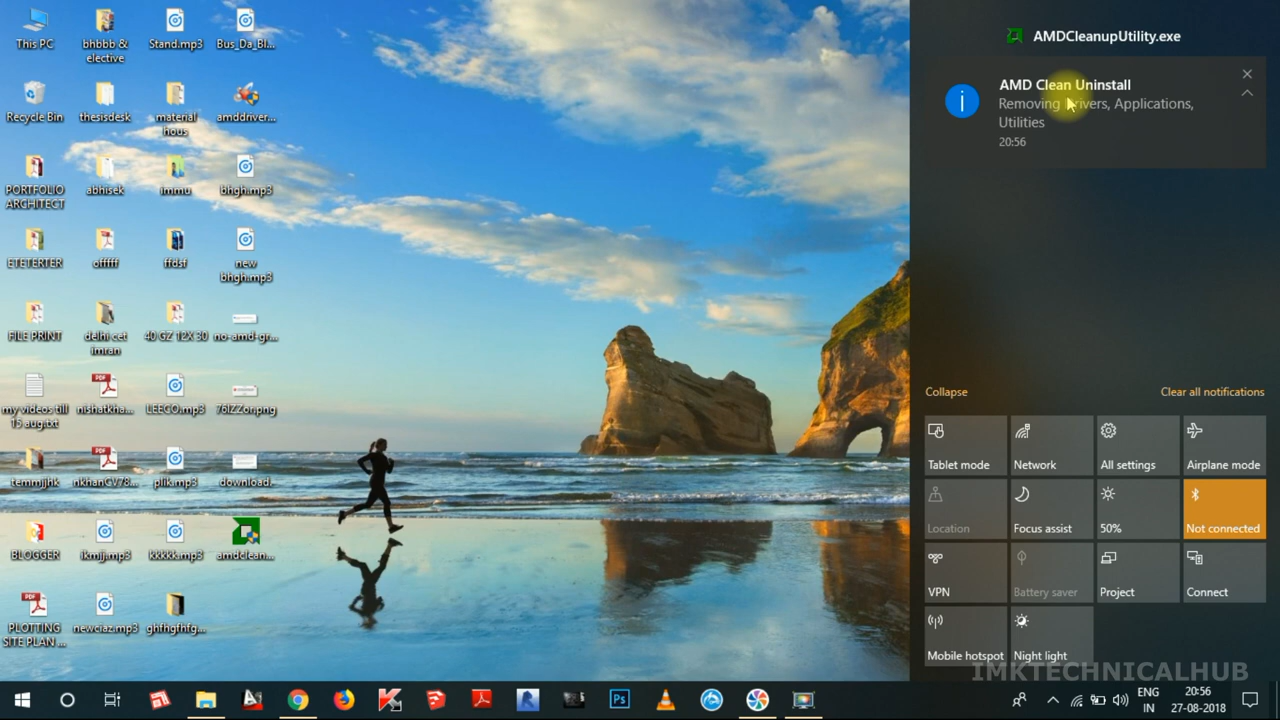 This PC
bhbbb &
elective
Stand.mp3
Bus_Da_Bl...
Recycle Bin
thesisdesk
material
hous
amddriver...
PORTFOLIO
ARCHITECT
abhisek
immu
bhgh.mp3
ETETERTER
offfff
ffdsf
new
bhgh.mp3
FILE PRINT
delhi cet
imran
40 GZ 12X 30
no-amd-gr...
my videos till
15 aug.txt
nishatkha...
LEECO.mp3
76IZZon.png
temmjjhk
nkhanCV78...
plik.mp3
download.
BLOGGER
ikmjj.mp3
kkkkk.mp3
amdclean...
PLOTTING
SITE PLAN ...
newciaz.mp3
ghfhgfhfg...
AMDCleanupUtility.exe
AMD Clean Uninstall
Removing Drivers, Applications,
Utilities
20:56
Collapse
Clear all notifications
Tablet mode
Network
All settings
Airplane mode
Location
Focus assist
50%
Not connected
VPN
Battery saver
Project
Connect
Mobile hotspot
Night light
IMKTECHNICALHUB
ENG
IN
20:56
27-08-2018